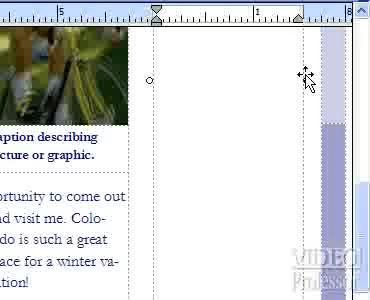 5 1 8
aption describing
cture or graphic.
ortunity to come out
nd visit me. Colo-
do is such a great
ace for a winter va-
tion!
VIDEO
Professor